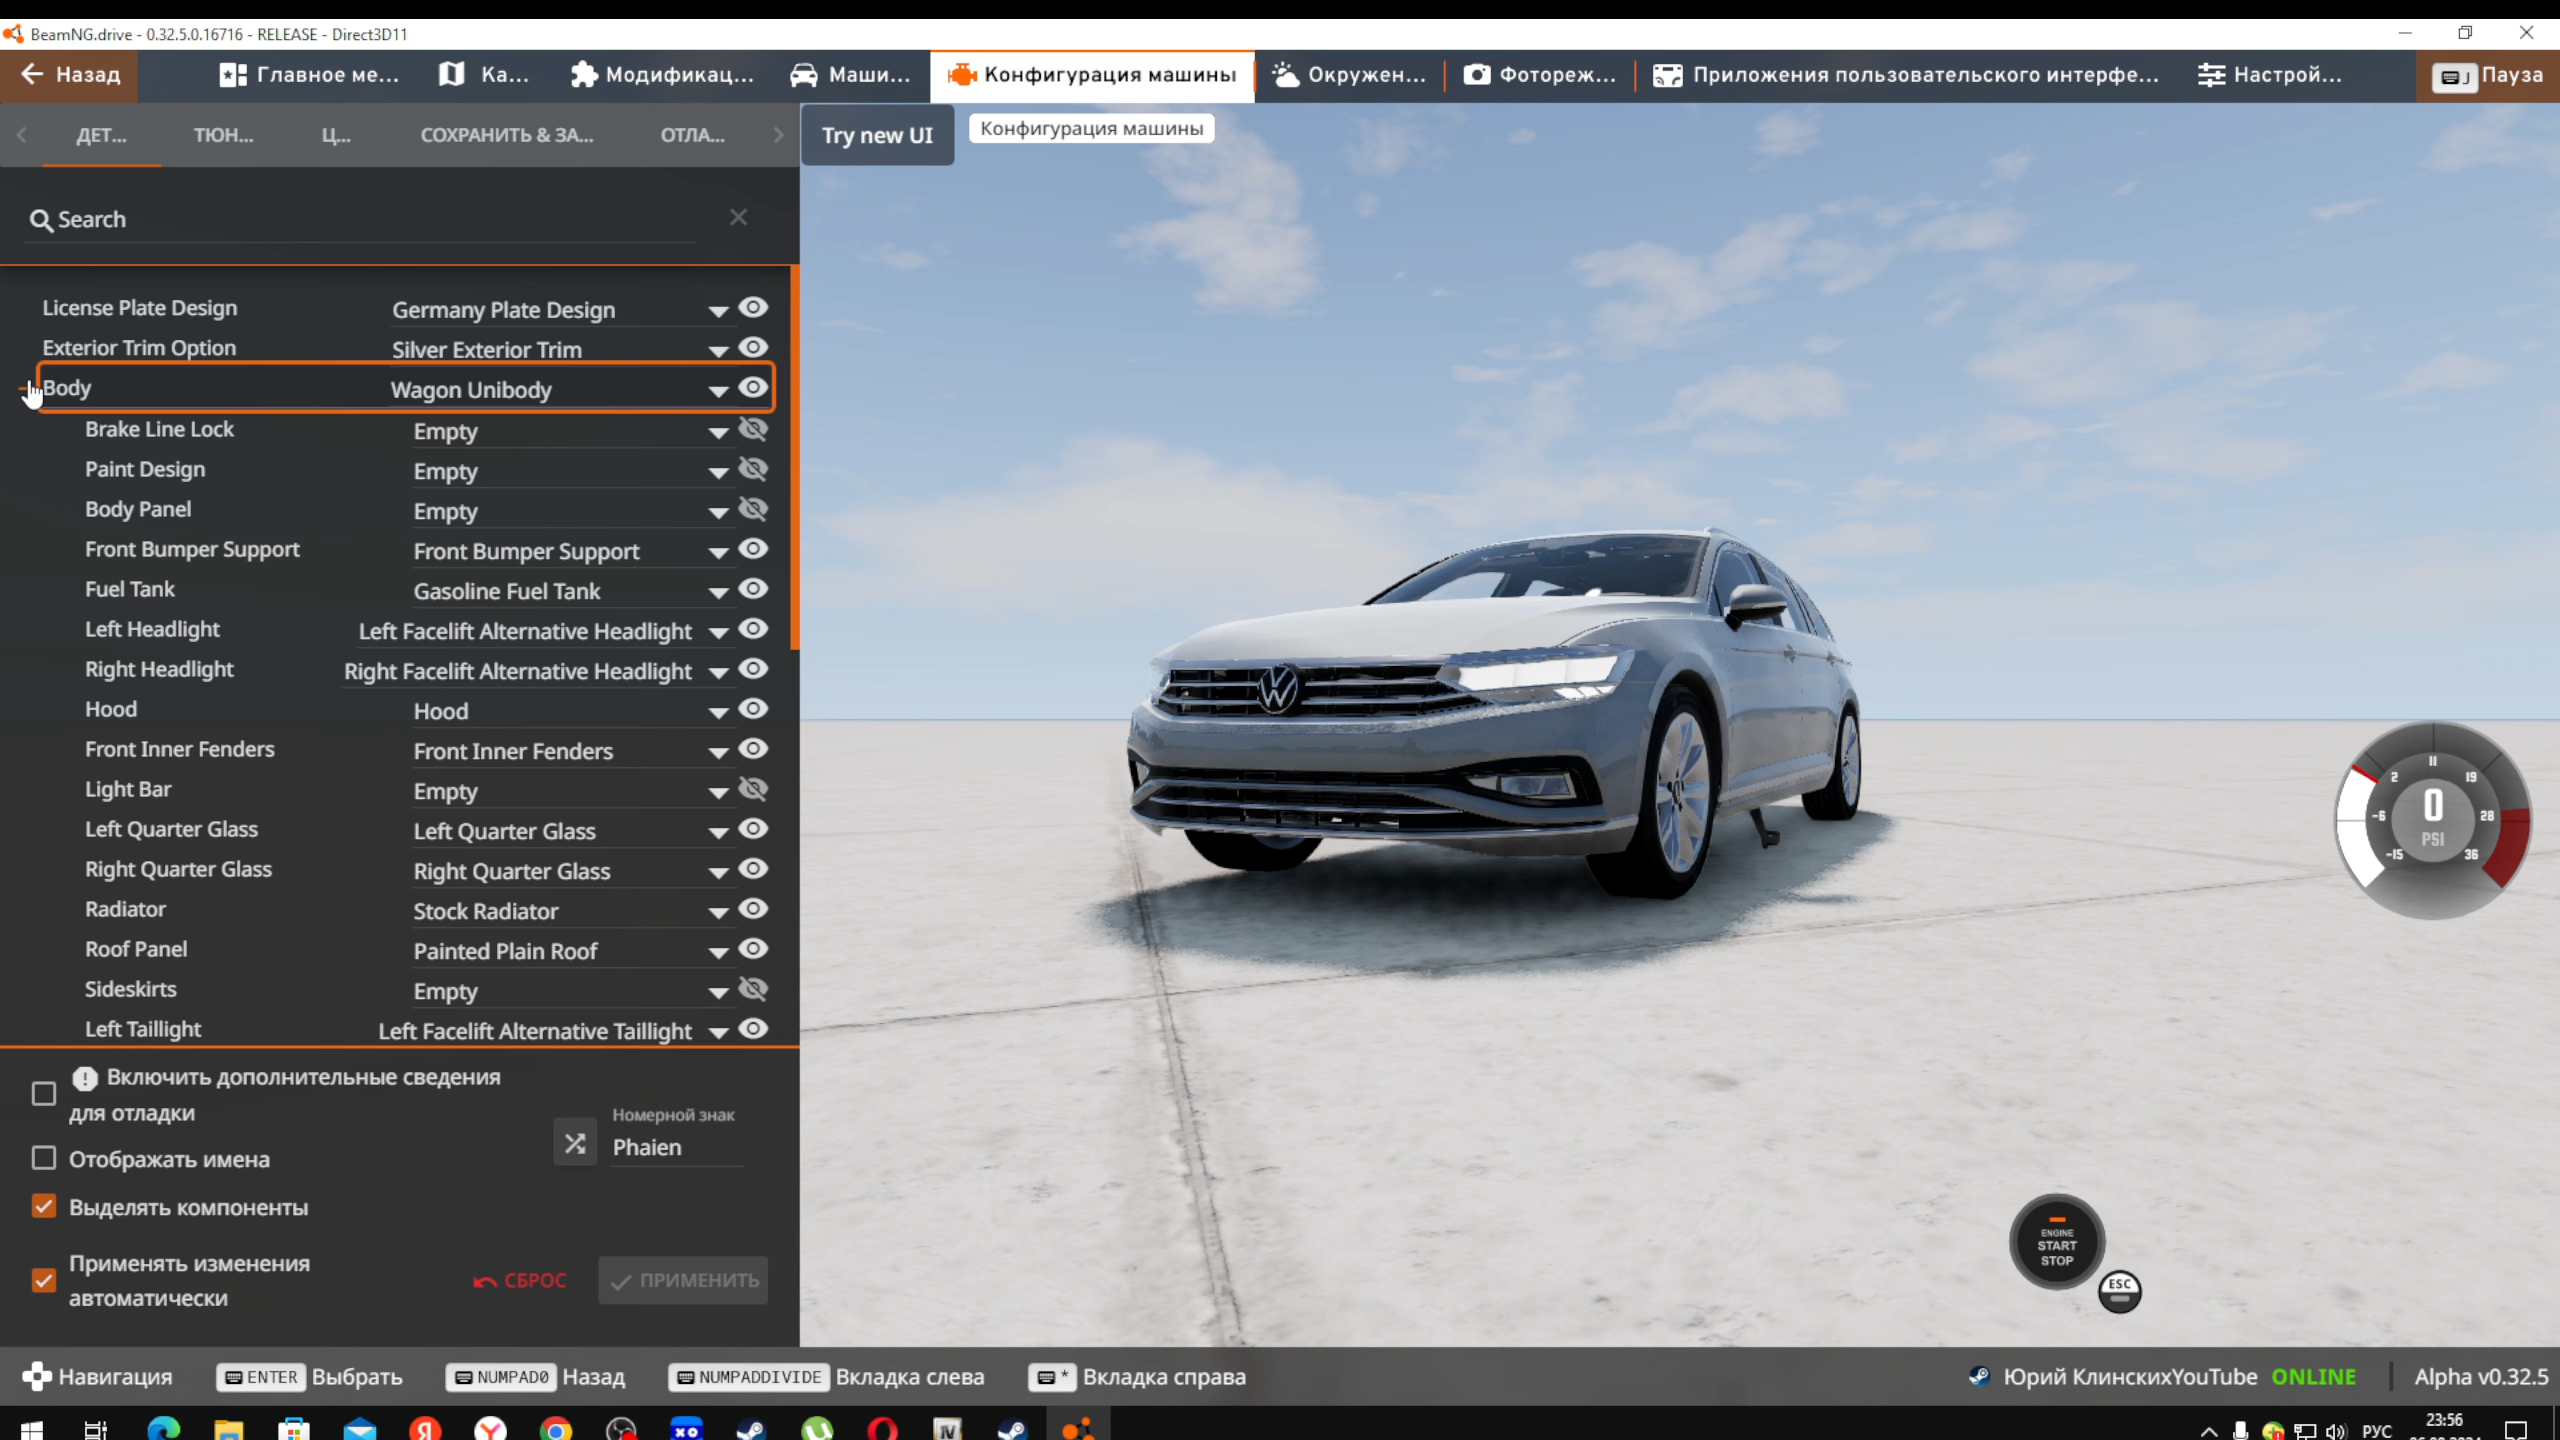 BeamNG.drive - 0.32.5.0.16716 - RELEASE - Direct3D11
Назад
Главное ме...
Ка...
Модификац...
Маши...
Конфигурация машины
Окружен...
Фотореж...
Приложения пользовательского интерфе...
Настрой...
J Пауза
ДЕТ...
ТЮН...
Ц...
СОХРАНИТЬ & ЗА...
ОТЛА...
Try new UI
Конфигурация машины
Search
License Plate Design Germany Plate Design
Exterior Trim Option Silver Exterior Trim
Body Wagon Unibody
Brake Line Lock Empty
Paint Design Empty
Body Panel Empty
Front Bumper Support Front Bumper Support
Fuel Tank Gasoline Fuel Tank
Left Headlight Left Facelift Alternative Headlight
Right Headlight Right Facelift Alternative Headlight
Hood Hood
Front Inner Fenders Front Inner Fenders
Light Bar Empty
Left Quarter Glass Left Quarter Glass
Right Quarter Glass Right Quarter Glass
Radiator Stock Radiator
Roof Panel Painted Plain Roof
Sideskirts Empty
Left Taillight Left Facelift Alternative Taillight
-15
-6
2
11
19
28
36
0
PSI
Включить дополнительные сведения
для отладки
Отображать имена
Выделять компоненты
Применять изменения
автоматически
Номерной знак
Phaien
СБРОС
ПРИМЕНИТЬ
ENGINE
START
STOP
ESC
Навигация
ENTER Выбрать
NUMPAD0 Назад
NUMPADDIVIDE Вкладка слева
* Вкладка справа
Юрий КлинскихYouTube ONLINE
Alpha v0.32.5
РУС
23:56